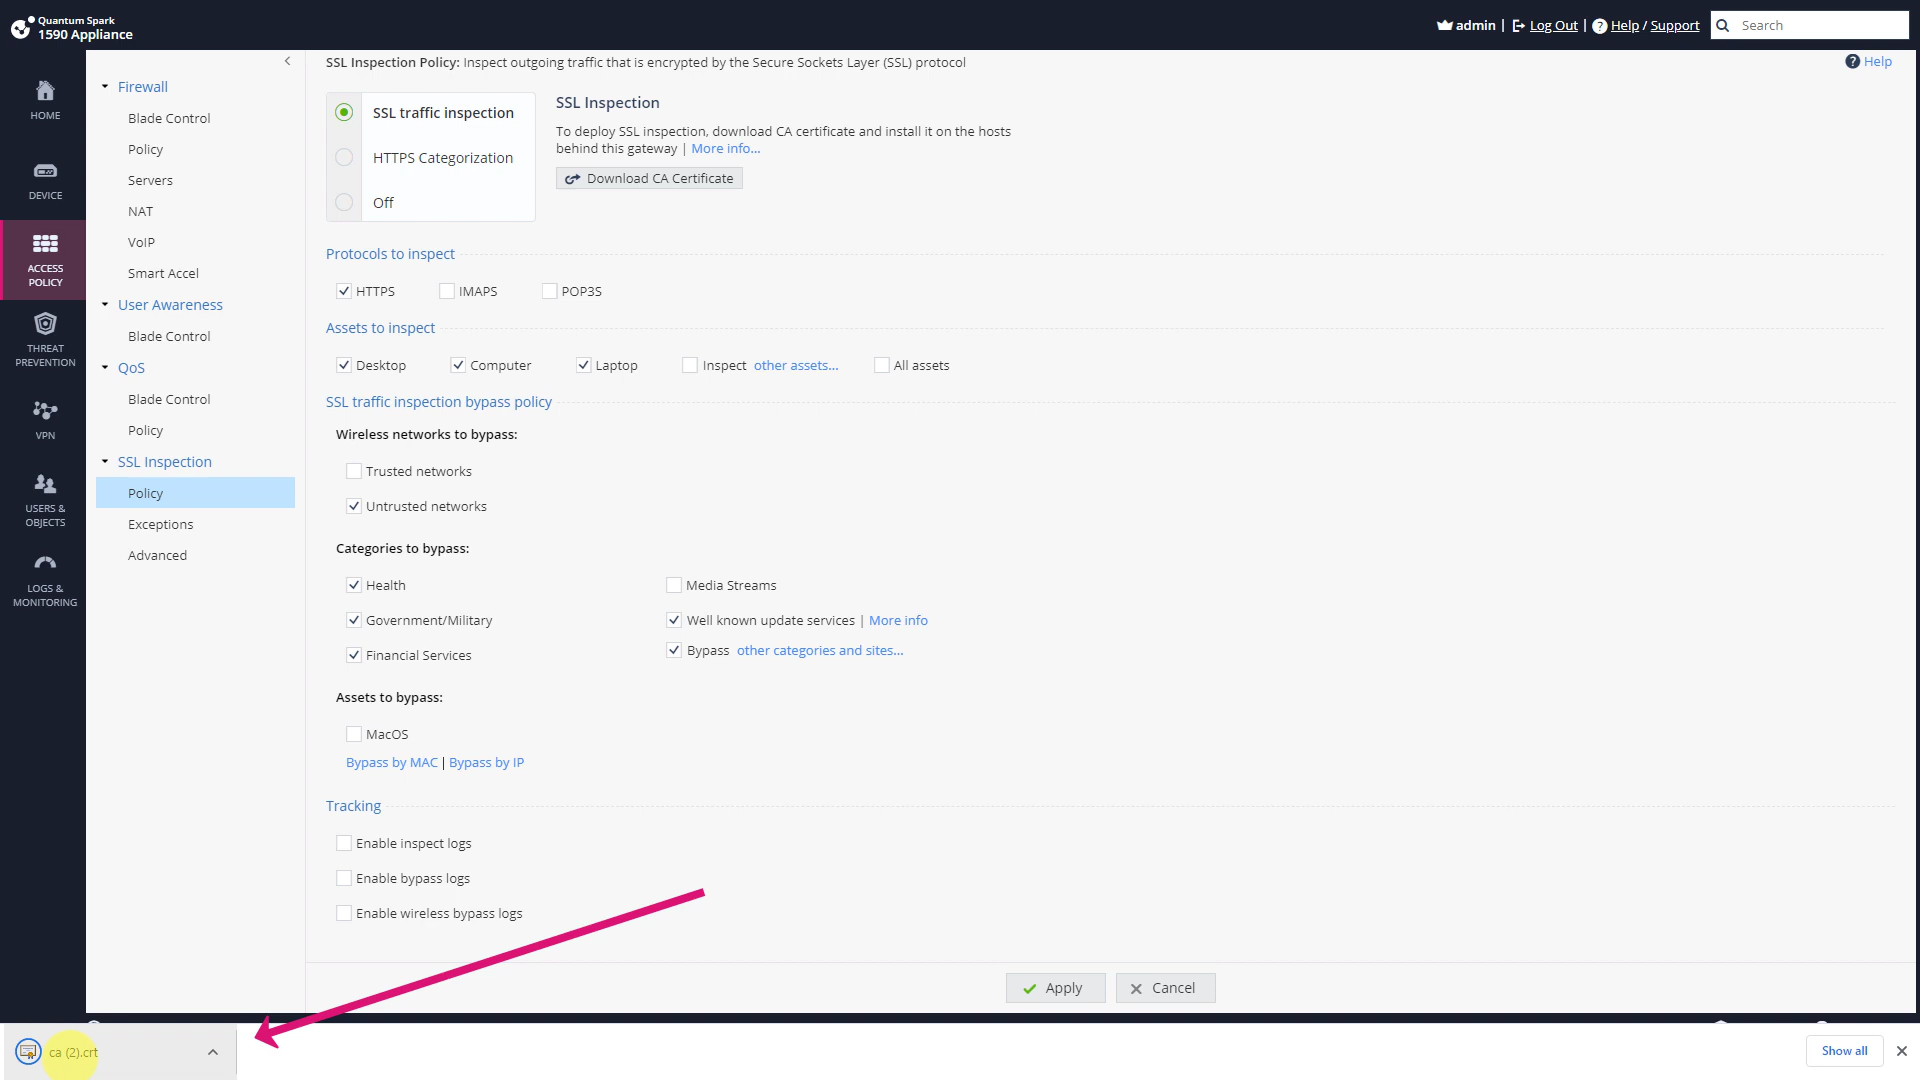 Quantum Spark
1590 Appliance
admin | Log Out | Help / Support
Search
HOME
DEVICE
ACCESS
POLICY
THREAT
PREVENTION
VPN
USERS &
OBJECTS
LOGS &
MONITORING
Firewall
Blade Control
Policy
Servers
NAT
VoIP
Smart Accel
User Awareness
Blade Control
QoS
Blade Control
Policy
SSL Inspection
Policy
Exceptions
Advanced
SSL Inspection Policy: Inspect outgoing traffic that is encrypted by the Secure Sockets Layer (SSL) protocol
Help
SSL traffic inspection
HTTPS Categorization
Off
SSL Inspection
To deploy SSL inspection, download CA certificate and install it on the hosts
behind this gateway | More info...
Download CA Certificate
Protocols to inspect
HTTPS IMAPS POP3S
Assets to inspect
Desktop Computer Laptop Inspect other assets... All assets
SSL traffic inspection bypass policy
Wireless networks to bypass:
Trusted networks
Untrusted networks
Categories to bypass:
Health
Government/Military
Financial Services
Media Streams
Well known update services | More info
Bypass other categories and sites...
Assets to bypass:
MacOS
Bypass by MAC | Bypass by IP
Tracking
Enable inspect logs
Enable bypass logs
Enable wireless bypass logs
Apply Cancel
ca (2).crt
Show all